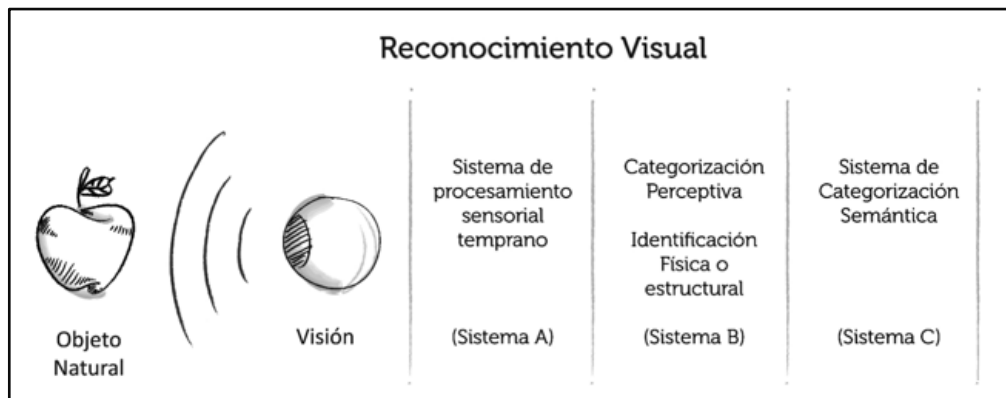 Reconocimiento Visual
Sistema de
procesamiento
sensorial
temprano
(Sistema A)
Categorización
Perceptiva
Identificación
Física o
estructural
(Sistema B)
Sistema de
Categorización
Semántica
(Sistema C)
Objeto
Natural
Visión